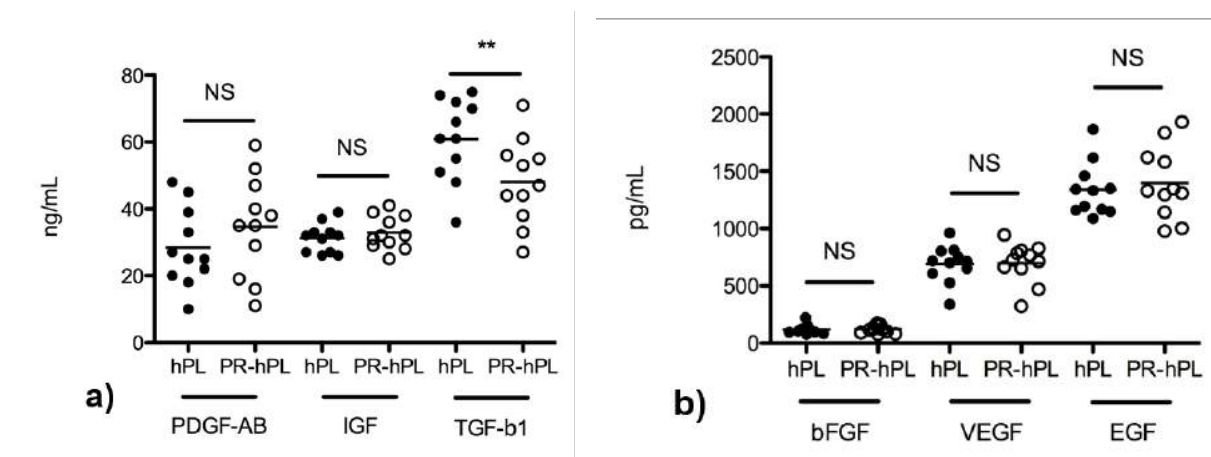 **
80
NS
60
NS
ng/mL
40
20
0
hPL PR-hPL hPL PR-hPL hPL PR-hPL
a)
PDGF-AB IGF TGF-b1
2500
NS
2000
NS
1500
pg/mL
1000
NS
500
0
hPL PR-hPL hPL PR-hPL hPL PR-hPL
b)
bFGF VEGF EGF